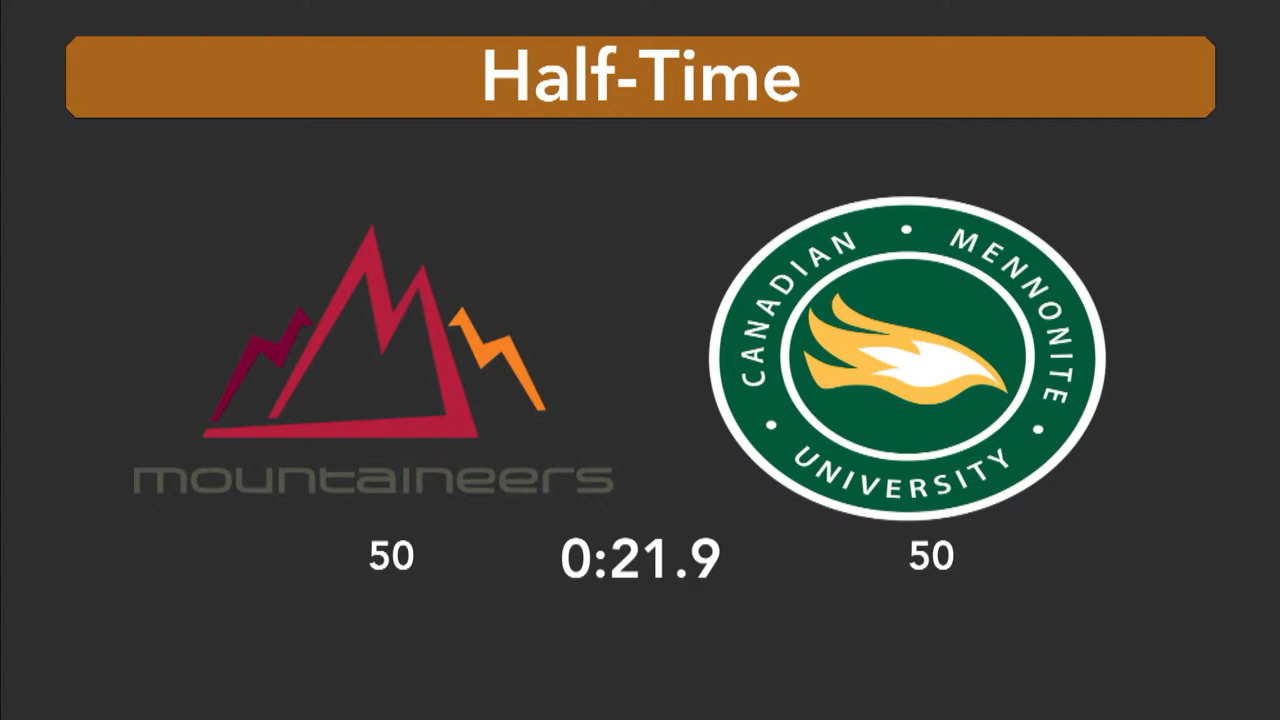 Half-Time
mountaineers
CANADIAN • MENNONITE • UNIVERSITY •
50
0:21.9
50